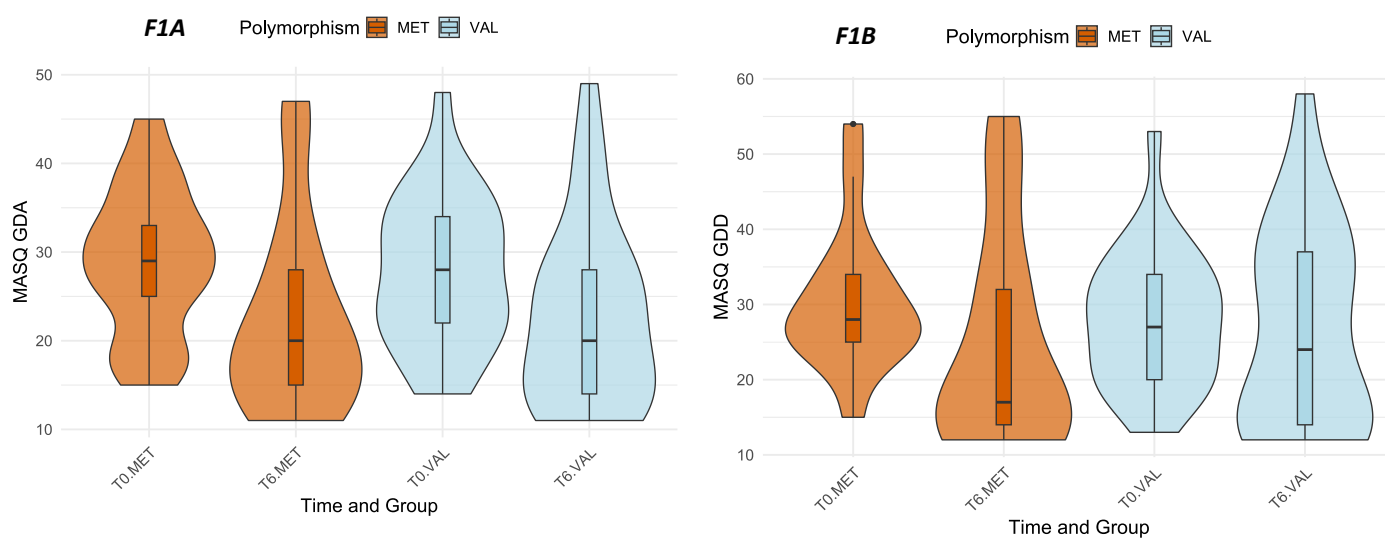 F1A
Polymorphism MET VAL
MASQ GDA
50
40
30
20
10
T0.MET T6.MET T0.VAL T6.VAL
Time and Group
F1B
Polymorphism MET VAL
MASQ GDD
60
50
40
30
20
10
T0.MET T6.MET T0.VAL T6.VAL
Time and Group